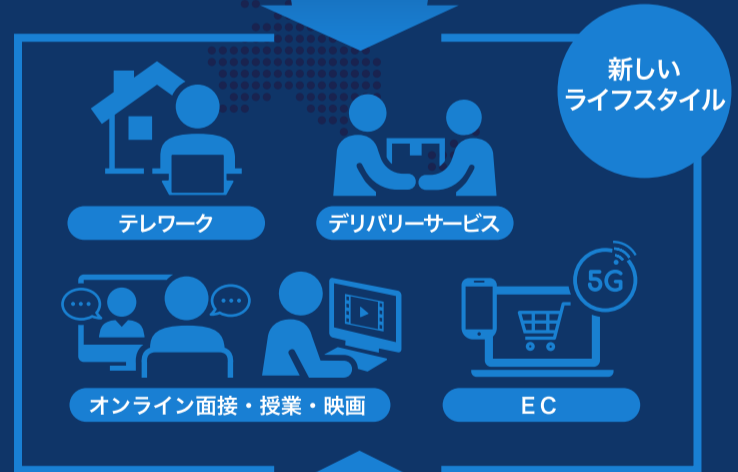 新しい
ライフスタイル
テレワーク
デリバリーサービス
5G
オンライン面接・授業・映画
EC